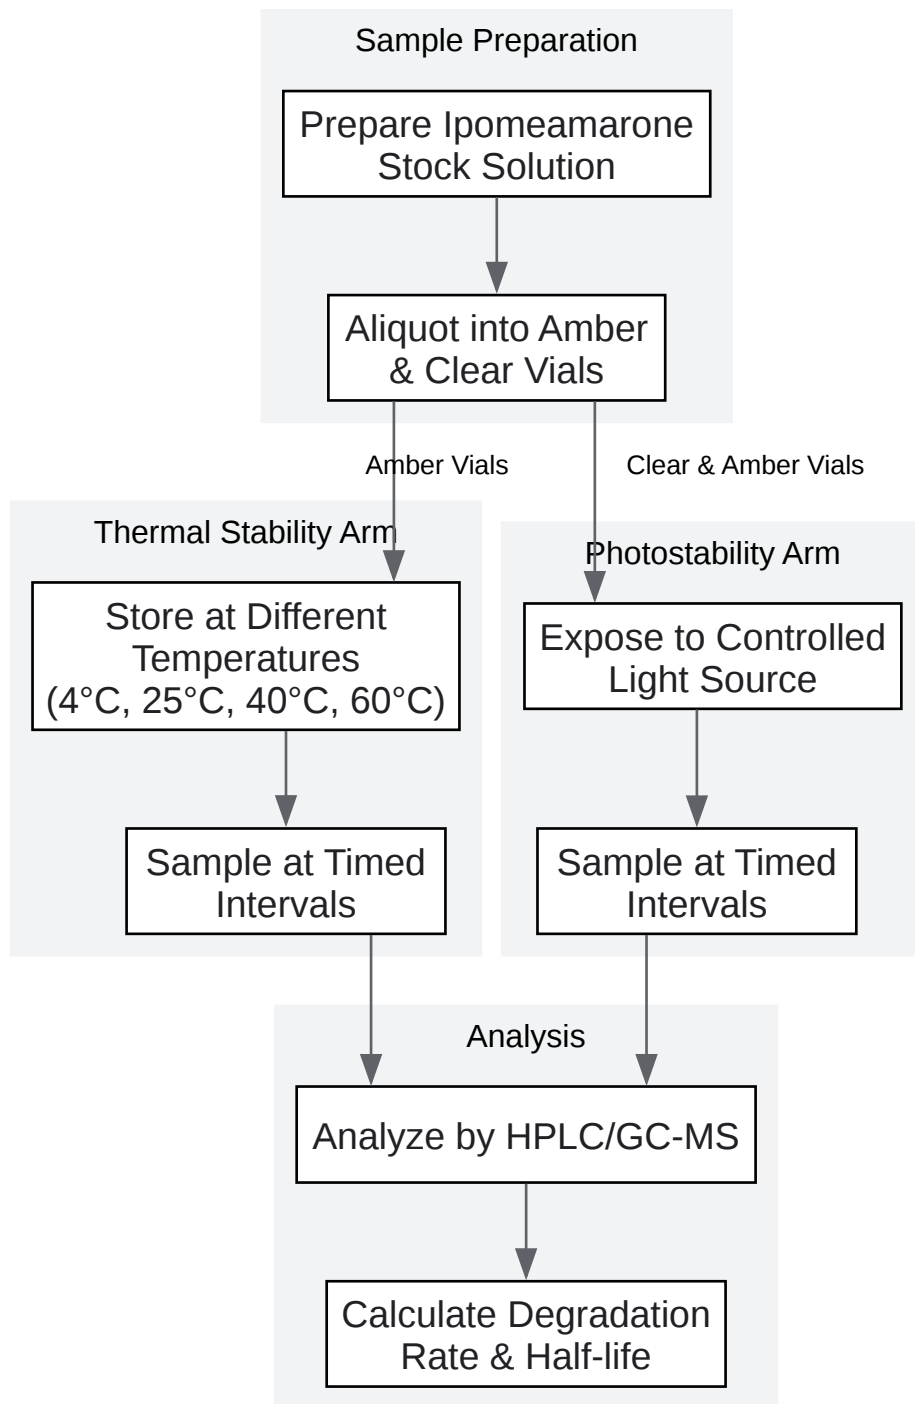 Sample Preparation
Prepare Ipomeamarone
Stock Solution
Aliquot into Amber
& Clear Vials
Amber Vials
Clear & Amber Vials
Thermal Stability Arm
Store at Different
Temperatures
(4°C, 25°C, 40°C, 60°C)
Sample at Timed
Intervals
Photostability Arm
Expose to Controlled
Light Source
Sample at Timed
Intervals
Analysis
Analyze by HPLC/GC-MS
Calculate Degradation
Rate & Half-life